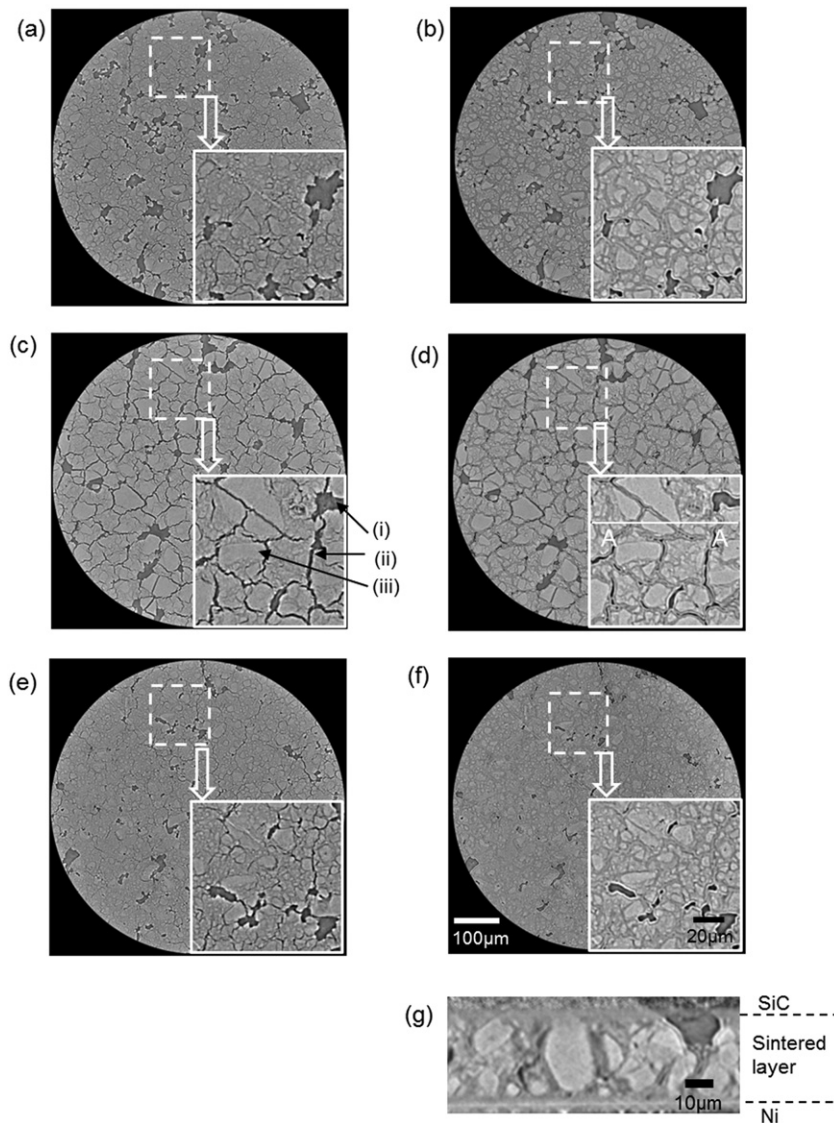 (a)
(b)
(c)
(d)
(i)
(ii)
(iii)
A A
(e)
(f)
100μm
20μm
(g)
SiC
Sintered
layer
10μm
Ni